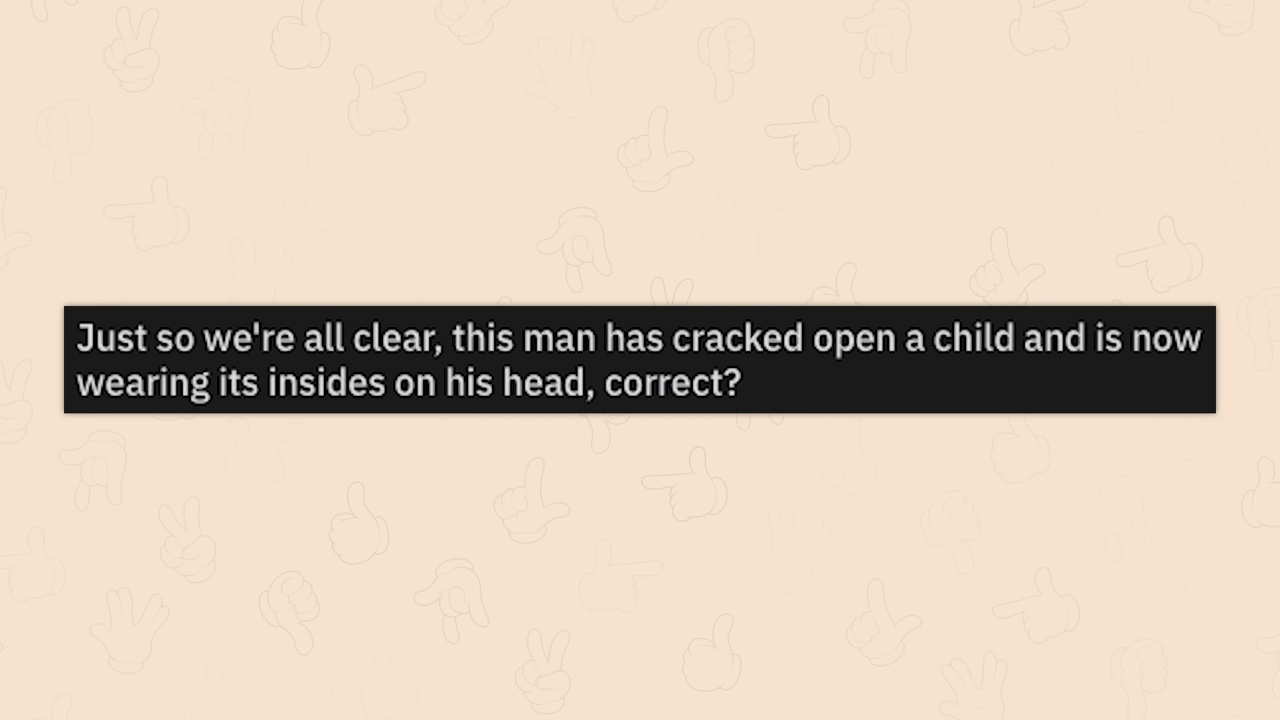 Just so we're all clear, this man has cracked open a child and is now
wearing its insides on his head, correct?